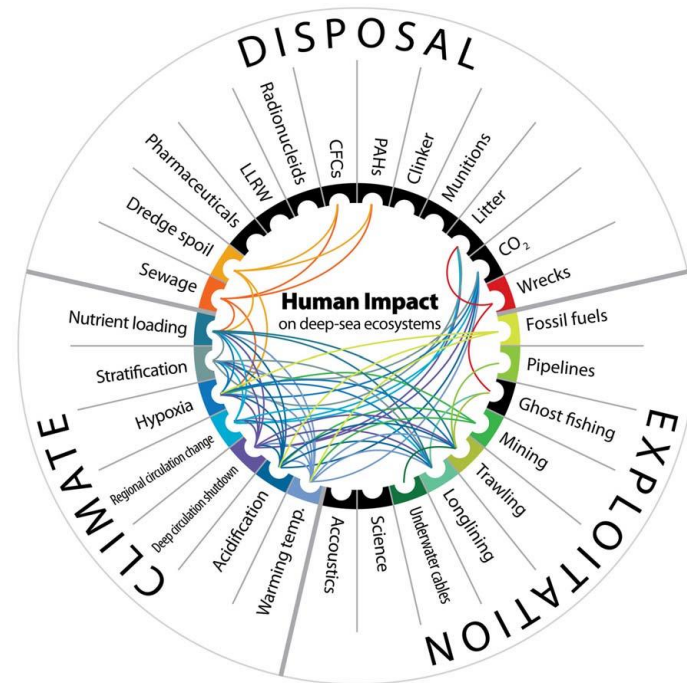 DISPOSAL
Sewage
Dredge spoil
Pharmaceuticals
LLRW
Radionucleids
CFCs
PAHs
Clinker
Munitions
Litter
CO₂
Wrecks
Human Impact
on deep-sea ecosystems
Fossil fuels
Pipelines
Ghost fishing
Mining
Trawling
Longlining
Underwater cables
Science
Accoustics
EXPLOITATION
Warming temp.
Acidification
Deep circulation shutdown
Regional circulation change
Hypoxia
Stratification
Nutrient loading
CLIMATE